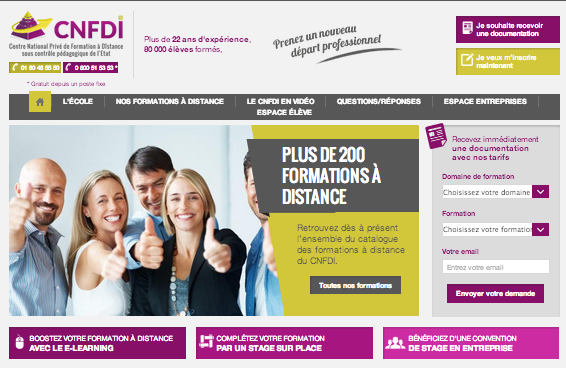 CNFDI
Centre National Privé de Formation à Distance
sous contrôle pédagogique de l'Etat
01 60 46 55 50
0 800 51 53 53 *
* Gratuit depuis un poste fixe
Plus de 22 ans d'expérience,
80 000 élèves formés,
Prenez un nouveau
départ professionnel
Je souhaite recevoir
une documentation
Je veux m'inscrire
maintenant
L'ÉCOLE
NOS FORMATIONS À DISTANCE
LE CNFDI EN VIDÉO
QUESTIONS/RÉPONSES
ESPACE ENTREPRISES
ESPACE ÉLÈVE
PLUS DE 200
FORMATIONS À
DISTANCE
Retrouvez dès à présent
l'ensemble du catalogue
des formations à distance
du CNFDI.
Toutes nos formations
Recevez immédiatement
une documentation
avec nos tarifs
Domaine de formation
Choisissez votre domaine
Formation
Choisissez votre formation
Votre email
Entrez votre email
Envoyer votre demande
BOOSTEZ VOTRE FORMATION À DISTANCE
AVEC LE E-LEARNING
COMPLÉTEZ VOTRE FORMATION
PAR UN STAGE SUR PLACE
BÉNÉFICIEZ D'UNE CONVENTION
DE STAGE EN ENTREPRISE